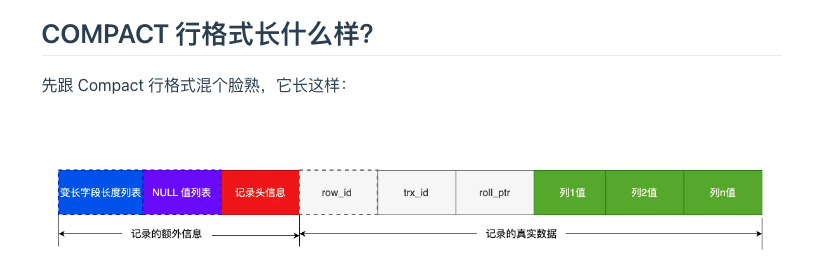 COMPACT 行格式长什么样?
先跟 Compact 行格式混个脸熟，它长这样：
变长字段长度列表 NULL 值列表 记录头信息 row_id trx_id roll_ptr 列1值 列2值 列n值
记录的额外信息 记录的真实数据